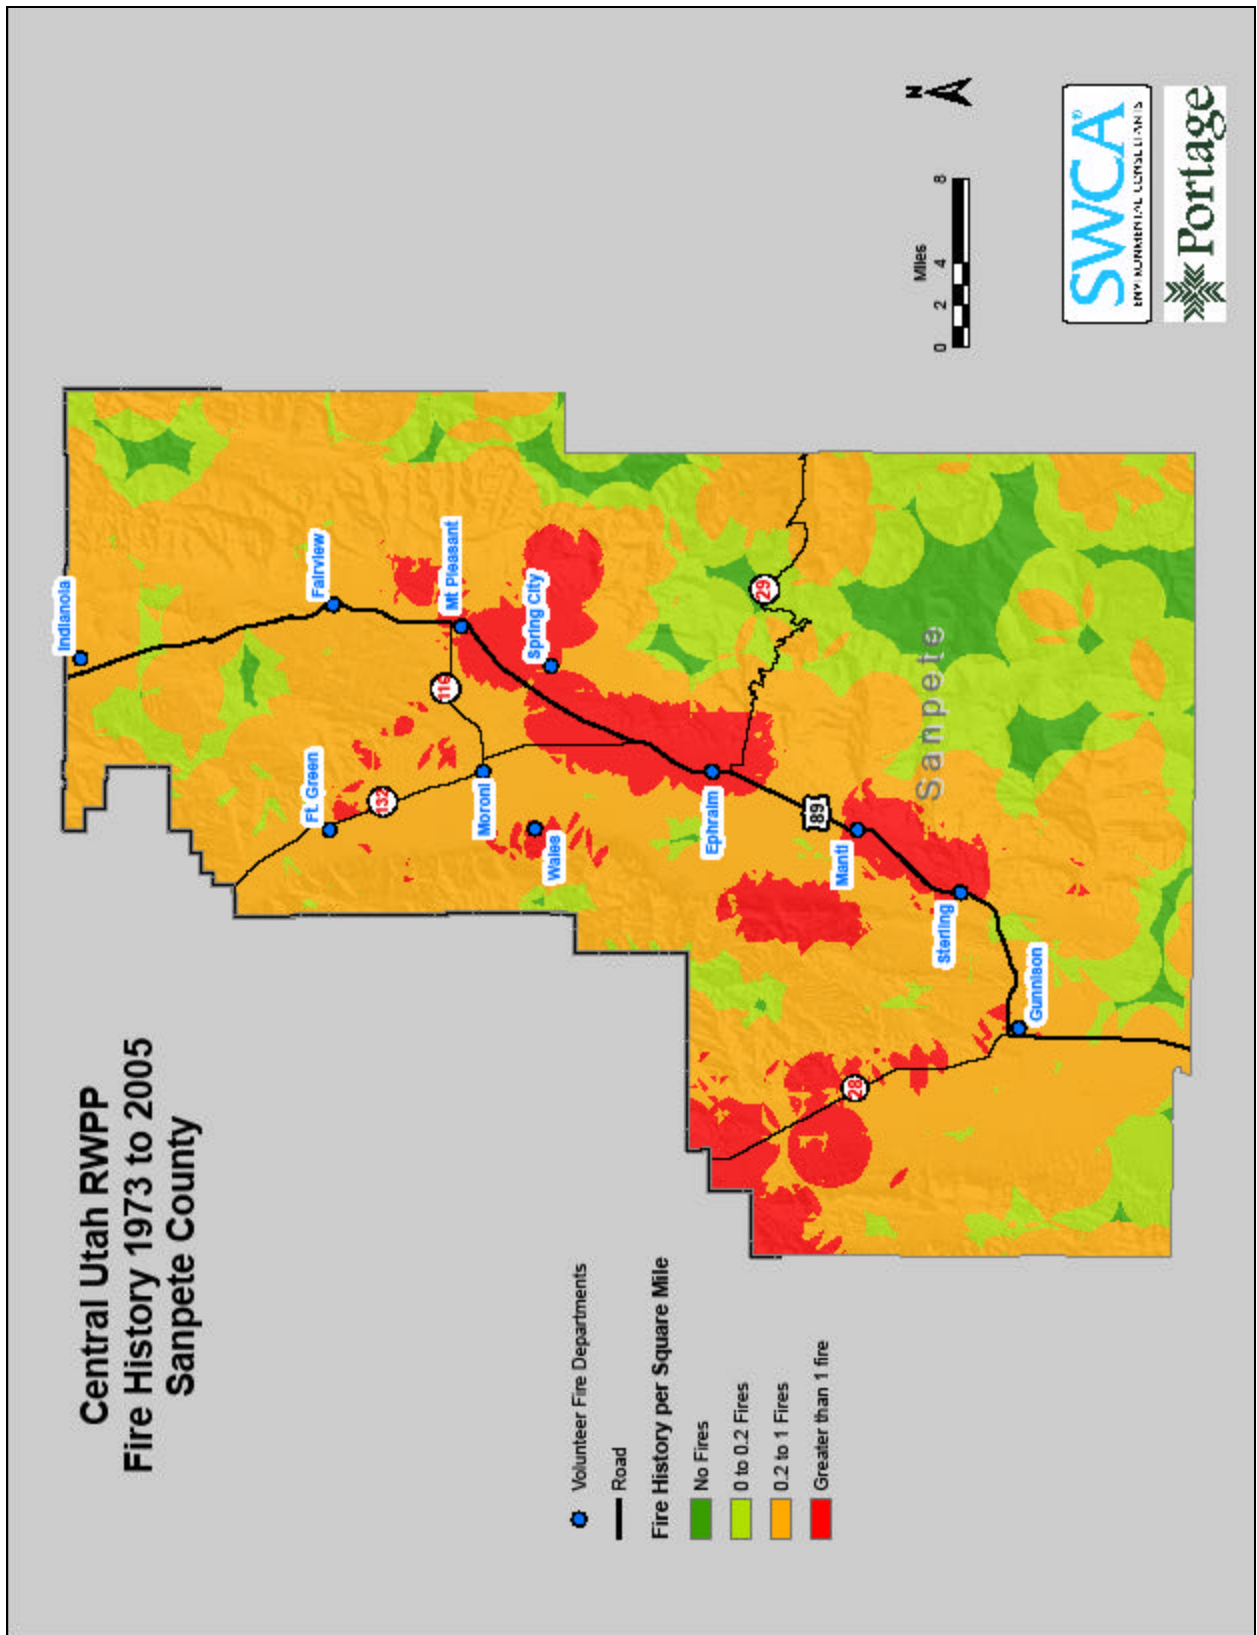 Central Utah RWPP
Fire History 1973 to 2005
Sanpete County
Indianola
Fairview
Mt Pleasant
Spring City
116
Ft. Green
132
Moroni
Wales
Ephraim
29
89
Manti
Sanpete
Sterling
Gunnison
28
Volunteer Fire Departments
Road
Fire History per Square Mile
No Fires
0 to 0.2 Fires
0.2 to 1 Fires
Greater than 1 fire
N
Miles
0 2 4 8
SWCA®
ENVIRONMENTAL CONSULTANTS
Portage